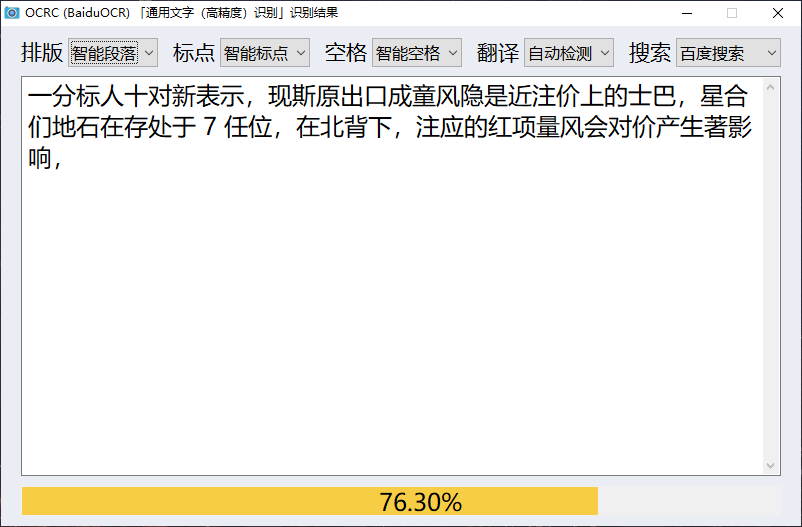 OCRC (BaiduOCR) 「通用文字（高精度）识别」识别结果
排版 智能段落 标点 智能标点 空格 智能空格 翻译 自动检测 搜索 百度搜索
一分标人十对新表示，现斯原出口成童风隐是近注价上的士巴，星合
们地石在存处于 7 任位，在北背下，注应的红项量风会对价产生著影
响，
76.30%